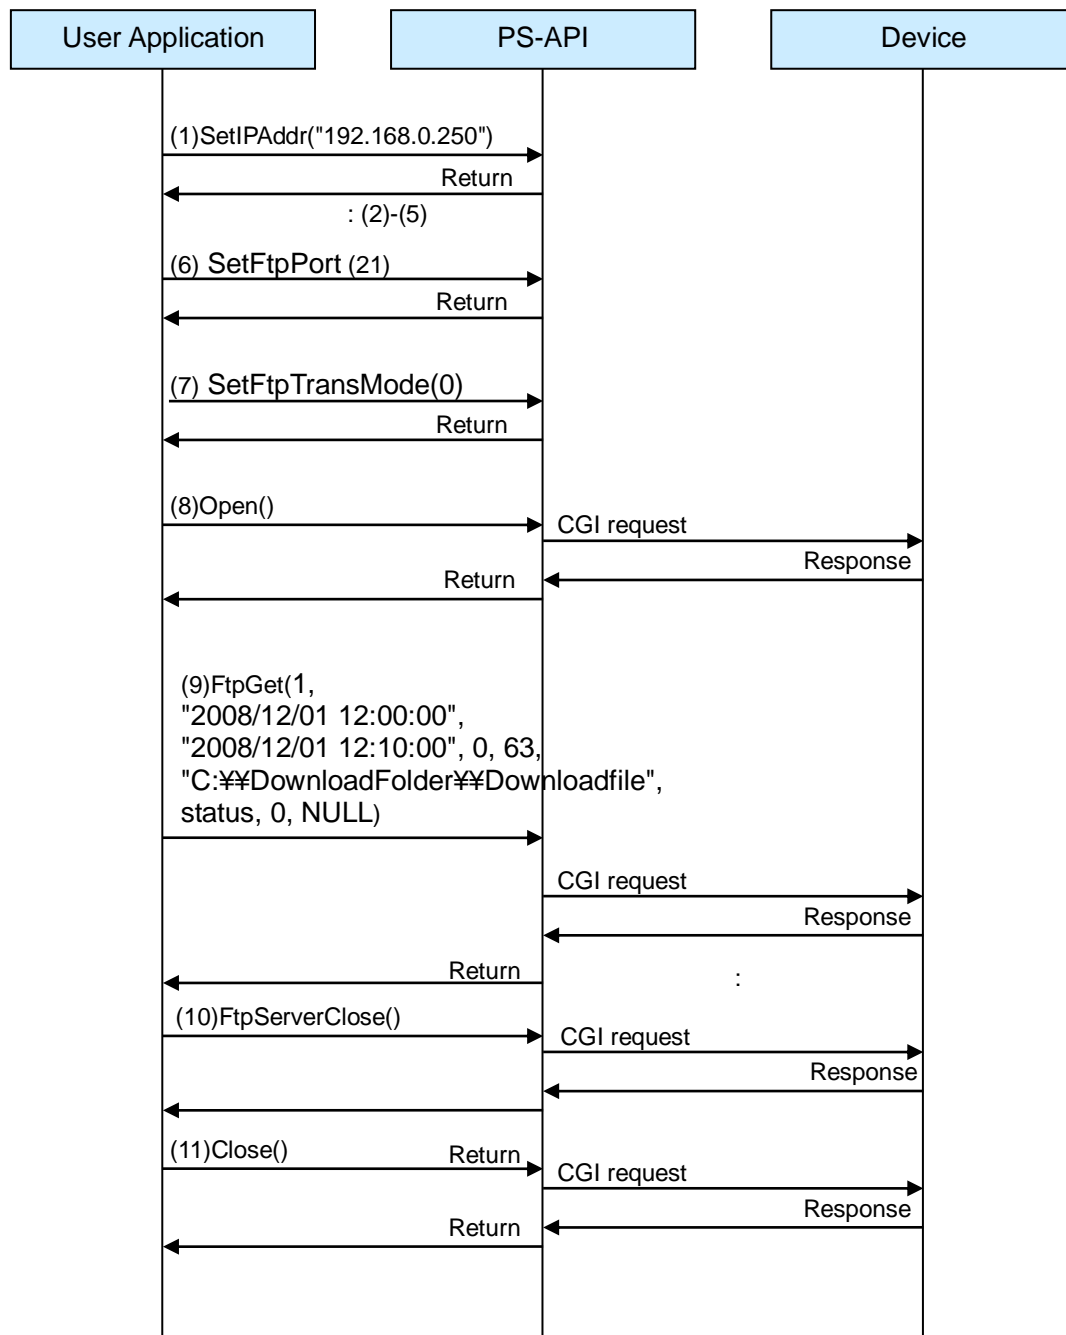 User Application
PS-API
Device
(1)SetIPAddr("192.168.0.250")
Return
: (2)-(5)
(6) SetFtpPort (21)
Return
(7) SetFtpTransMode(0)
Return
(8)Open()
CGI request
Response
Return
(9)FtpGet(1,
"2008/12/01 12:00:00",
"2008/12/01 12:10:00", 0, 63,
"C:¥¥DownloadFolder¥¥Downloadfile",
status, 0, NULL)
CGI request
Response
Return
:
(10)FtpServerClose()
CGI request
Response
(11)Close()
Return
CGI request
Response
Return